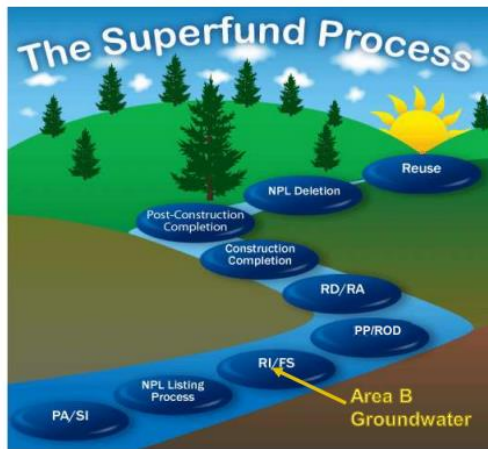 The Superfund Process
Reuse
NPL Deletion
Post-Construction
Completion
Construction
Completion
RD/RA
PP/ROD
RI/FS
NPL Listing
Process
PA/SI
Area B
Groundwater